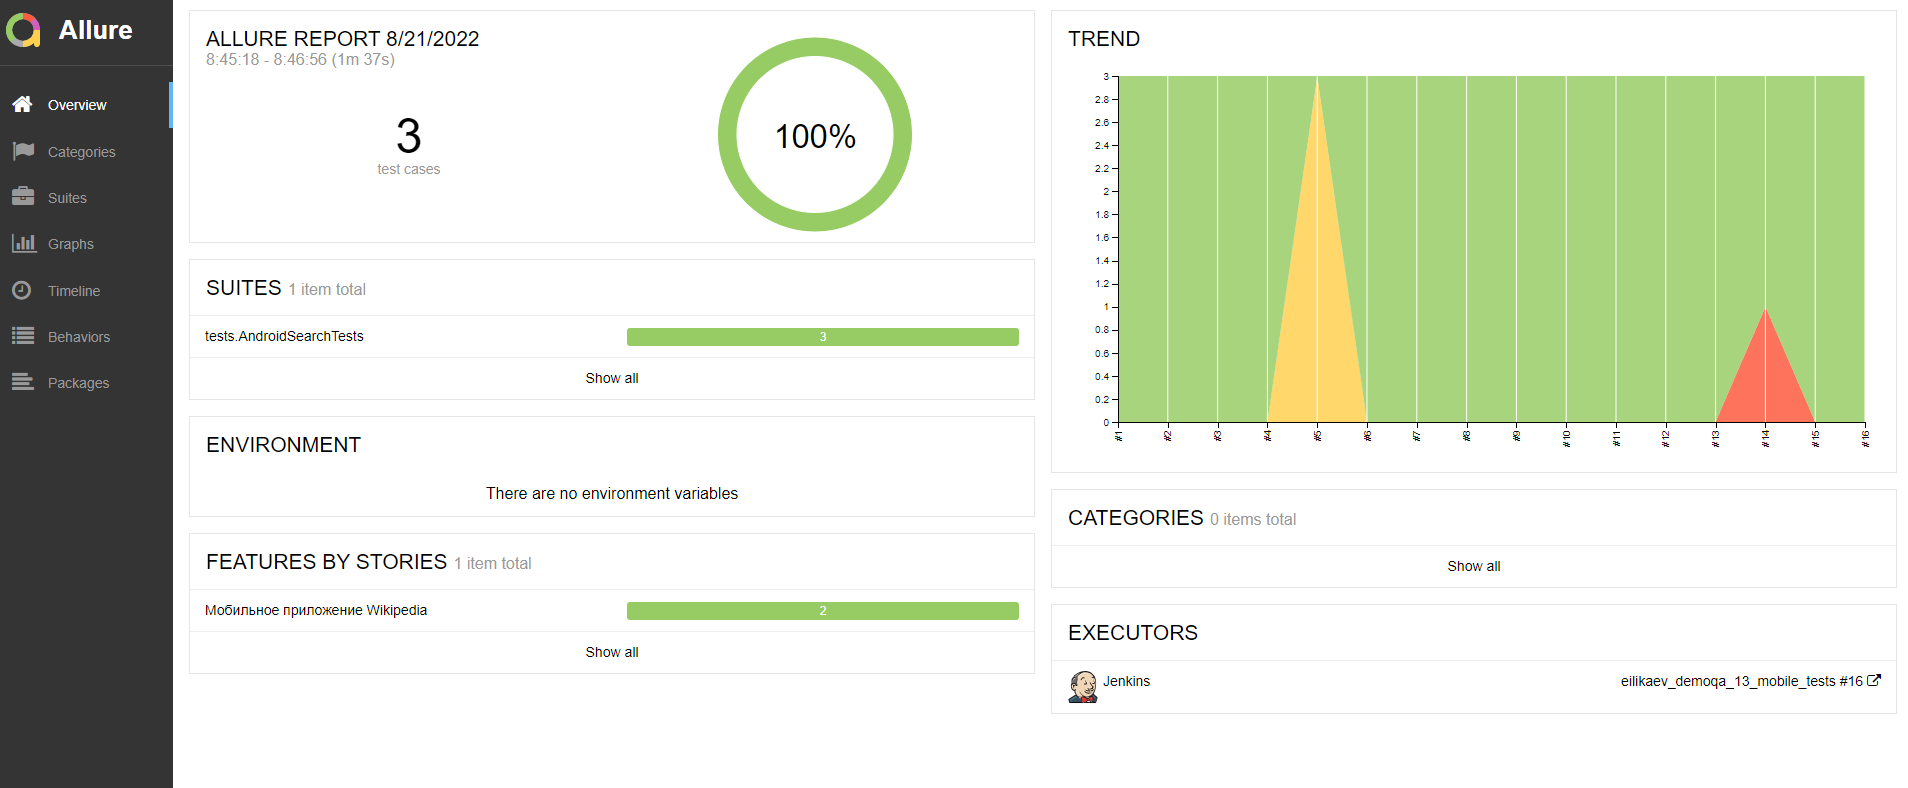 Allure
Overview
Categories
Suites
Graphs
Timeline
Behaviors
Packages
ALLURE REPORT 8/21/2022
8:45:18 - 8:46:56 (1m 37s)
3
test cases
100%
SUITES 1 item total
tests.AndroidSearchTests 3
Show all
ENVIRONMENT
There are no environment variables
FEATURES BY STORIES 1 item total
Мобильное приложение Wikipedia 2
Show all
TREND
3
2.8
2.6
2.4
2.2
2
1.8
1.6
1.4
1.2
1
0.8
0.6
0.4
0.2
0
#1 #2 #3 #4 #5 #6 #7 #8 #9 #10 #11 #12 #13 #14 #15 #16
CATEGORIES 0 items total
Show all
EXECUTORS
Jenkins eilikaev_demoqa_13_mobile_tests #16